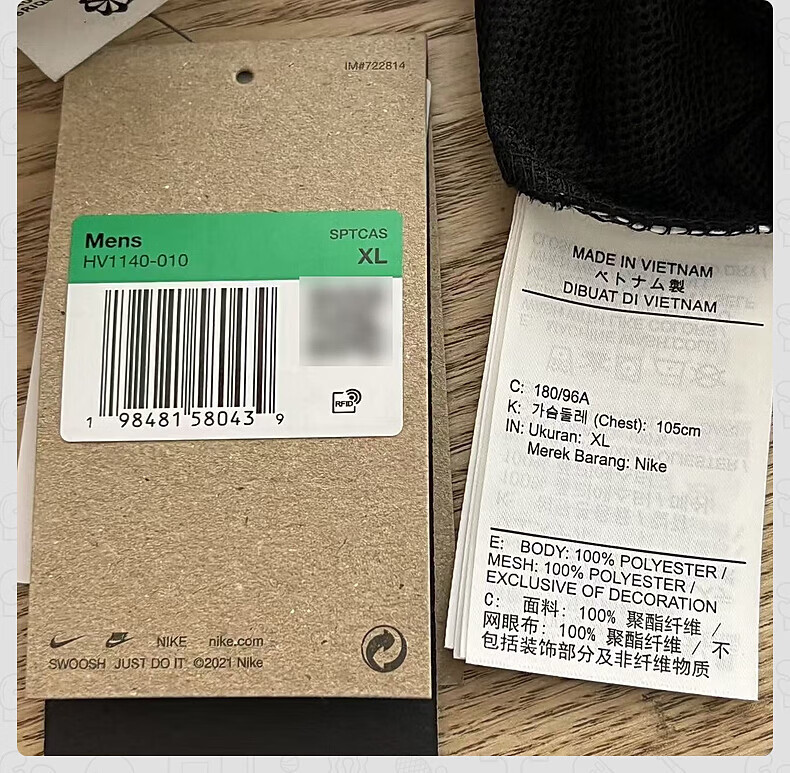 IM#722814
Mens
SPTCAS
HV1140-010
XL
1 98481 58043 9
RFID
NIKE nike.com
SWOOSH JUST DO IT ©2021 Nike
MADE IN VIETNAM
ベトナム製
DIBUAT DI VIETNAM
C: 180/96A
K: 가슴둘레 (Chest): 105cm
IN: Ukuran: XL
Merek Barang: Nike
E: BODY: 100% POLYESTER /
MESH: 100% POLYESTER /
EXCLUSIVE OF DECORATION
C: 面料: 100% 聚酯纤维 /
网眼布: 100% 聚酯纤维 / 不
包括装饰部分及非纤维物质